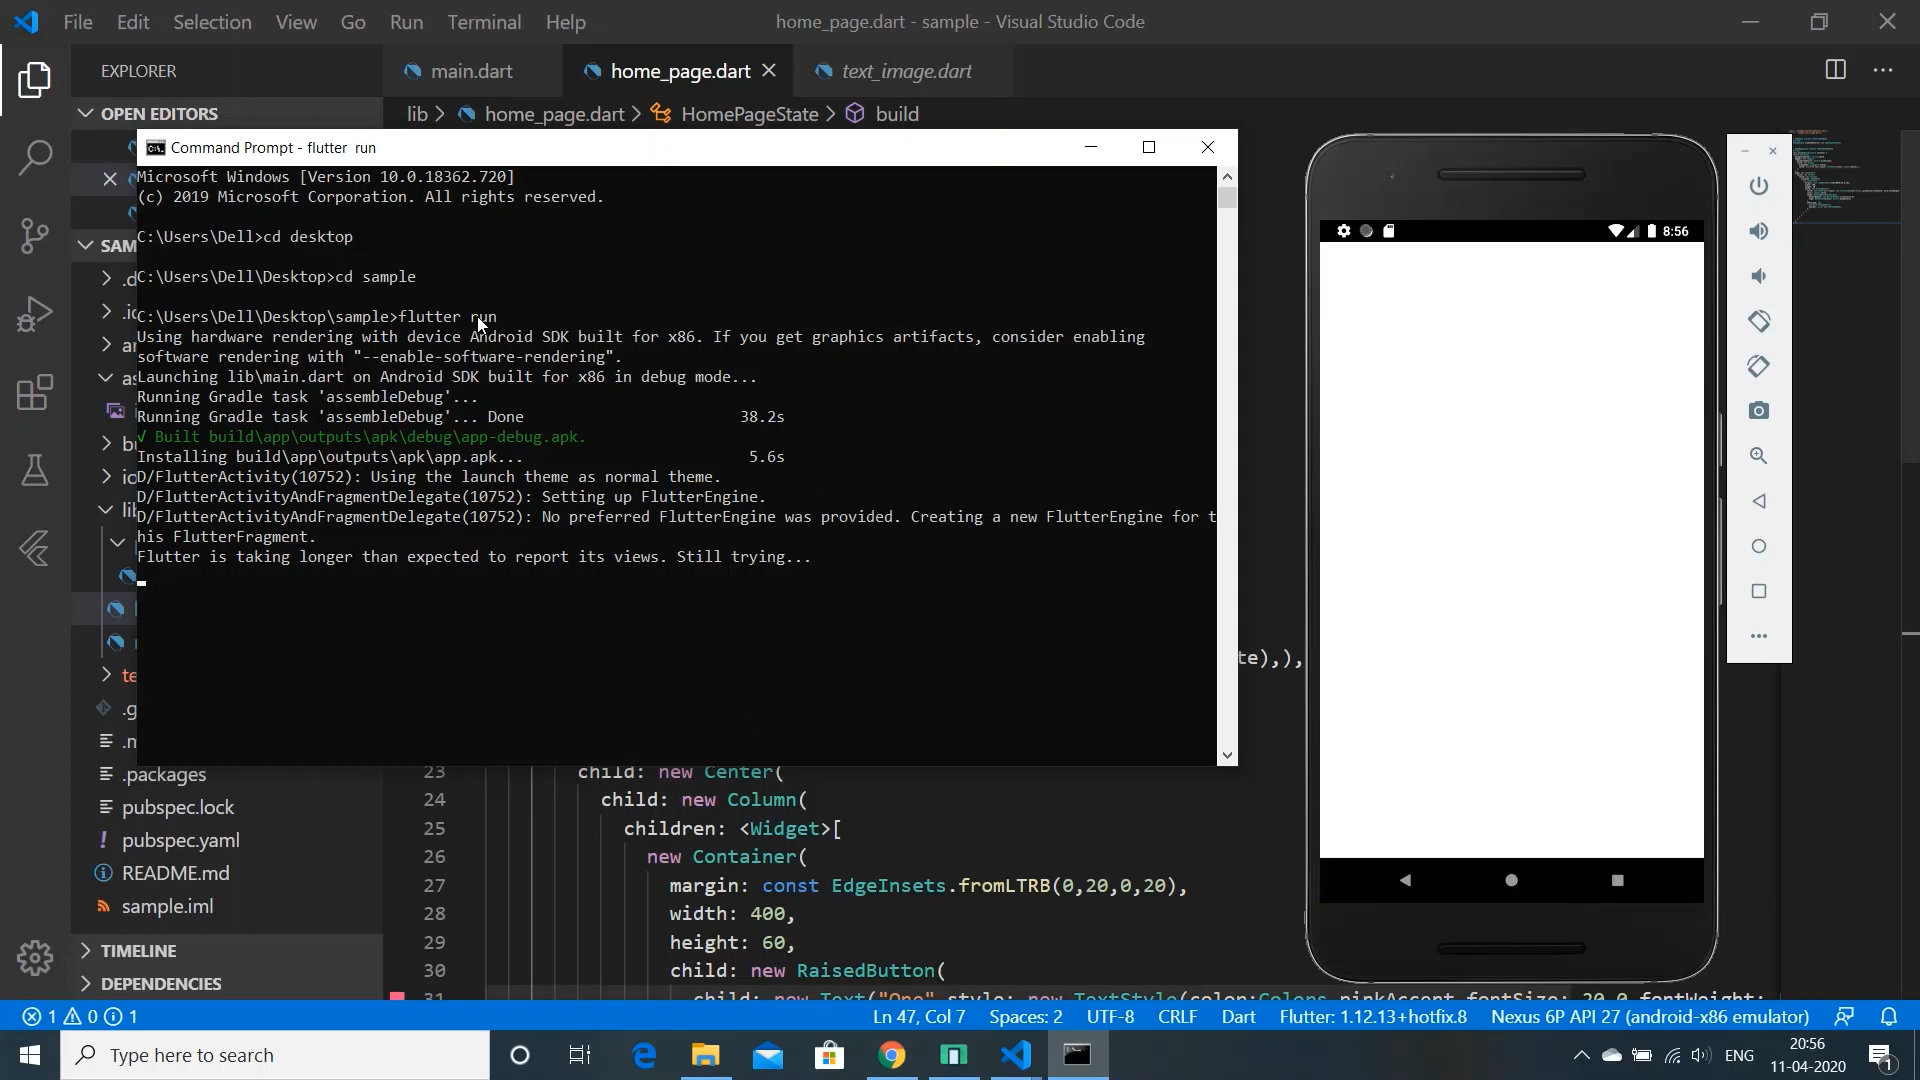 File Edit Selection View Go Run Terminal Help
home_page.dart - sample - Visual Studio Code
EXPLORER
main.dart
home_page.dart
text_image.dart
OPEN EDITORS
lib > home_page.dart > HomePageState > build
Command Prompt - flutter run
Microsoft Windows [Version 10.0.18362.720]
(c) 2019 Microsoft Corporation. All rights reserved.
C:\Users\Dell>cd desktop
C:\Users\Dell\Desktop>cd sample
C:\Users\Dell\Desktop\sample>flutter run
Using hardware rendering with device Android SDK built for x86. If you get graphics artifacts, consider enabling
software rendering with "--enable-software-rendering".
Launching lib\main.dart on Android SDK built for x86 in debug mode...
Running Gradle task 'assembleDebug'...
Running Gradle task 'assembleDebug'... Done 38.2s
√ Built build\app\outputs\apk\debug\app-debug.apk.
Installing build\app\outputs\apk\app.apk... 5.6s
D/FlutterActivity(10752): Using the launch theme as normal theme.
D/FlutterActivityAndFragmentDelegate(10752): Setting up FlutterEngine.
D/FlutterActivityAndFragmentDelegate(10752): No preferred FlutterEngine was provided. Creating a new FlutterEngine for t
his FlutterFragment.
Flutter is taking longer than expected to report its views. Still trying...
8:56
SAM
.d
.id
an
as
bu
io
lib
te
.g
.m
.packages
pubspec.lock
pubspec.yaml
README.md
sample.iml
TIMELINE
DEPENDENCIES
te),),
23 child: new Center(
24 child: new Column(
25 children: <Widget>[
26 new Container(
27 margin: const EdgeInsets.fromLTRB(0,20,0,20),
28 width: 400,
29 height: 60,
30 child: new RaisedButton(
31 child: new Text("One",style: new TextStyle(color:Colors.pinkAccent,fontSize: 20.0,fontWeight:
1 0 1
Ln 47, Col 7 Spaces: 2 UTF-8 CRLF Dart Flutter: 1.12.13+hotfix.8 Nexus 6P API 27 (android-x86 emulator)
Type here to search
ENG
20:56
11-04-2020
1